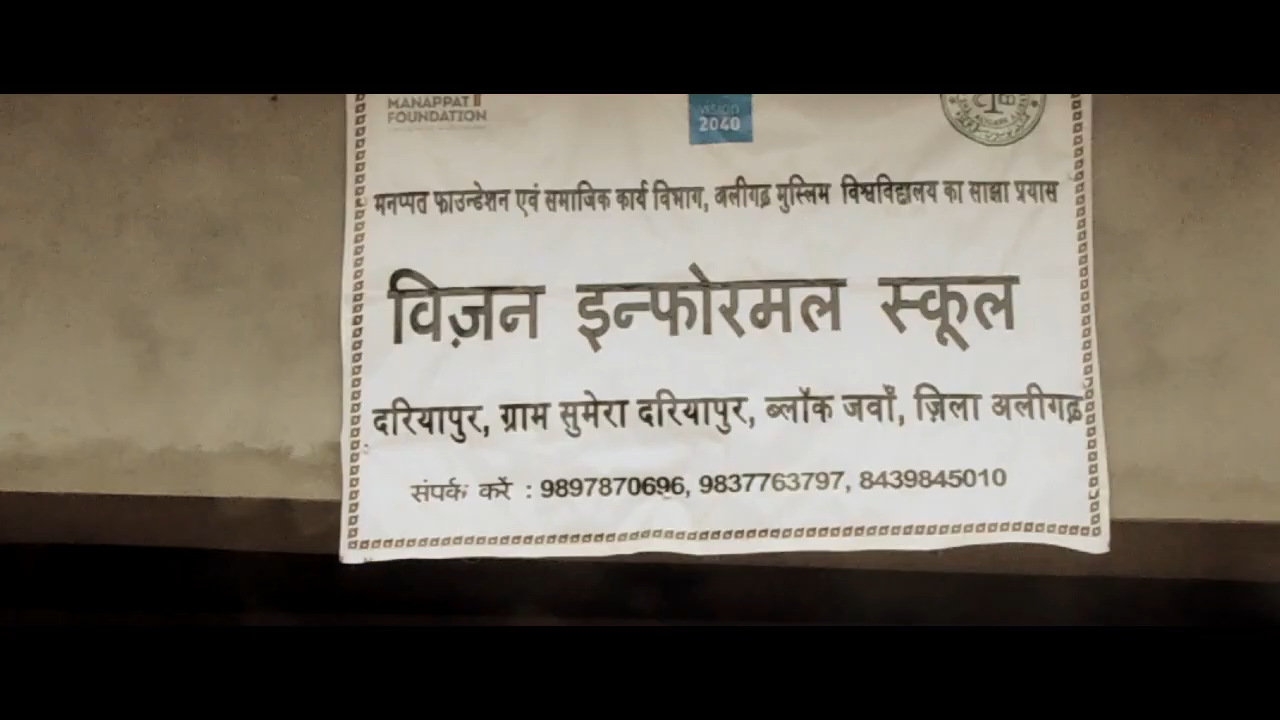 MANAPPAT
FOUNDATION
VISION
2040
मनप्पत फाउन्डेशन एवं समाजिक कार्य विभाग, अलीगढ़ मुस्लिम विश्वविद्यालय का साझा प्रयास
विज़न इन्फोरमल स्कूल
दरियापुर, ग्राम सुमेरा दरियापुर, ब्लॉक जवाँ, ज़िला अलीगढ़
संपर्क करें : 9897870696, 9837763797, 8439845010